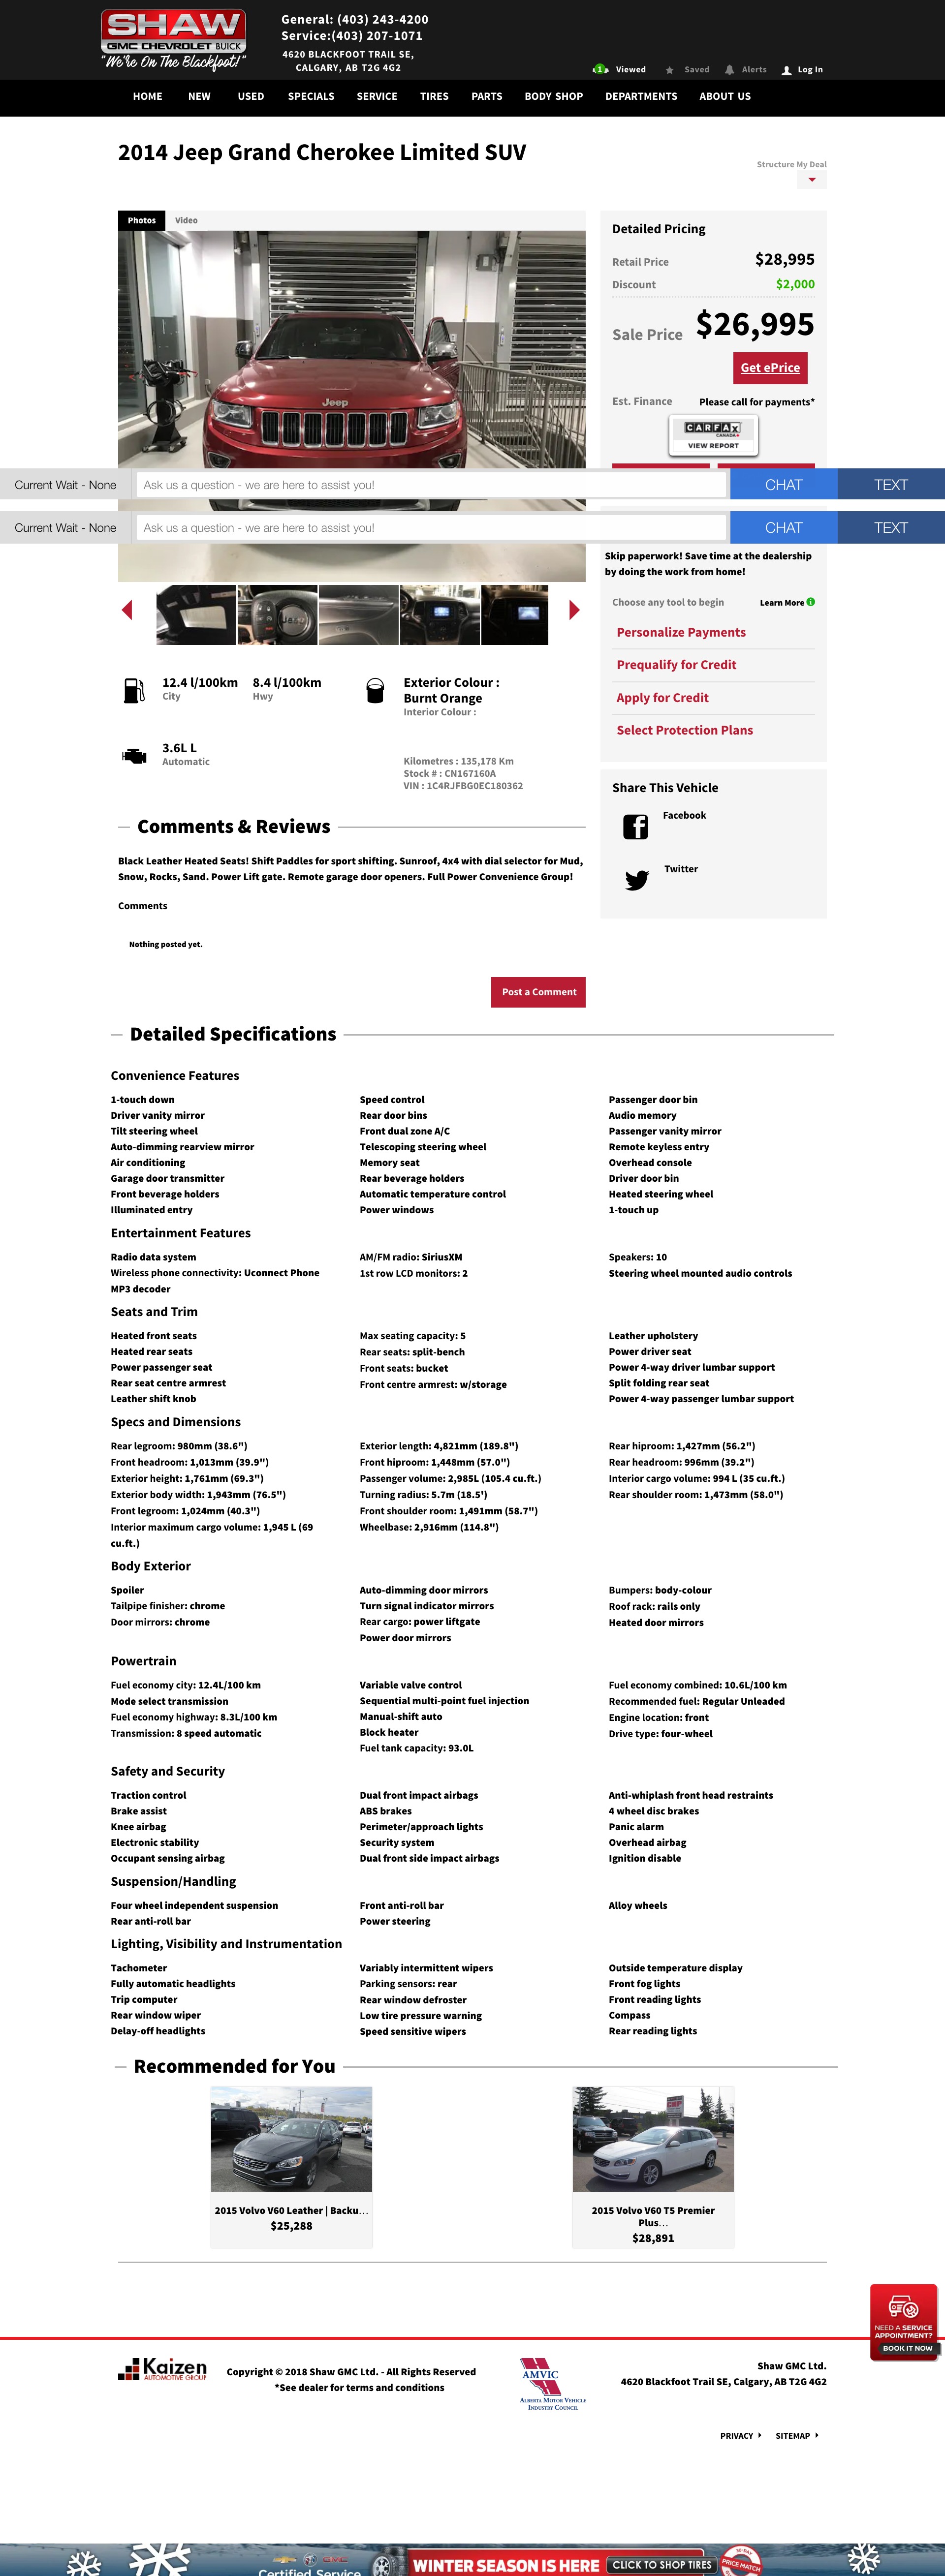 SHAW
GMC CHEVROLET BUICK
"We're On The Blackfoot!"
General: (403) 243-4200
Service:(403) 207-1071
4620 BLACKFOOT TRAIL SE,
CALGARY, AB T2G 4G2
1 Viewed Saved Alerts Log In
HOME NEW USED SPECIALS SERVICE TIRES PARTS BODY SHOP DEPARTMENTS ABOUT US
2014 Jeep Grand Cherokee Limited SUV
Structure My Deal
Photos Video
Jeep
Detailed Pricing
Retail Price $28,995
Discount $2,000
Sale Price $26,995
Get ePrice
Est. Finance Please call for payments*
CARFAX
CANADA
VIEW REPORT
Current Wait - None Ask us a question - we are here to assist you! CHAT TEXT
Current Wait - None Ask us a question - we are here to assist you! CHAT TEXT
Skip paperwork! Save time at the dealership
by doing the work from home!
Choose any tool to begin Learn More i
Personalize Payments
Prequalify for Credit
Apply for Credit
Select Protection Plans
Jeep
12.4 l/100km 8.4 l/100km
City Hwy
Exterior Colour :
Burnt Orange
Interior Colour :
3.6L L
Automatic
Kilometres : 135,178 Km
Stock # : CN167160A
VIN : 1C4RJFBG0EC180362
Share This Vehicle
Facebook
Twitter
Comments & Reviews
Black Leather Heated Seats! Shift Paddles for sport shifting. Sunroof, 4x4 with dial selector for Mud,
Snow, Rocks, Sand. Power Lift gate. Remote garage door openers. Full Power Convenience Group!
Comments
Nothing posted yet.
Post a Comment
Detailed Specifications
Convenience Features
1-touch down Speed control Passenger door bin
Driver vanity mirror Rear door bins Audio memory
Tilt steering wheel Front dual zone A/C Passenger vanity mirror
Auto-dimming rearview mirror Telescoping steering wheel Remote keyless entry
Air conditioning Memory seat Overhead console
Garage door transmitter Rear beverage holders Driver door bin
Front beverage holders Automatic temperature control Heated steering wheel
Illuminated entry Power windows 1-touch up
Entertainment Features
Radio data system AM/FM radio: SiriusXM Speakers: 10
Wireless phone connectivity: Uconnect Phone 1st row LCD monitors: 2 Steering wheel mounted audio controls
MP3 decoder
Seats and Trim
Heated front seats Max seating capacity: 5 Leather upholstery
Heated rear seats Rear seats: split-bench Power driver seat
Power passenger seat Front seats: bucket Power 4-way driver lumbar support
Rear seat centre armrest Front centre armrest: w/storage Split folding rear seat
Leather shift knob Power 4-way passenger lumbar support
Specs and Dimensions
Rear legroom: 980mm (38.6") Exterior length: 4,821mm (189.8") Rear hiproom: 1,427mm (56.2")
Front headroom: 1,013mm (39.9") Front hiproom: 1,448mm (57.0") Rear headroom: 996mm (39.2")
Exterior height: 1,761mm (69.3") Passenger volume: 2,985L (105.4 cu.ft.) Interior cargo volume: 994 L (35 cu.ft.)
Exterior body width: 1,943mm (76.5") Turning radius: 5.7m (18.5') Rear shoulder room: 1,473mm (58.0")
Front legroom: 1,024mm (40.3") Front shoulder room: 1,491mm (58.7")
Interior maximum cargo volume: 1,945 L (69 Wheelbase: 2,916mm (114.8")
cu.ft.)
Body Exterior
Spoiler Auto-dimming door mirrors Bumpers: body-colour
Tailpipe finisher: chrome Turn signal indicator mirrors Roof rack: rails only
Door mirrors: chrome Rear cargo: power liftgate Heated door mirrors
Power door mirrors
Powertrain
Fuel economy city: 12.4L/100 km Variable valve control Fuel economy combined: 10.6L/100 km
Mode select transmission Sequential multi-point fuel injection Recommended fuel: Regular Unleaded
Fuel economy highway: 8.3L/100 km Manual-shift auto Engine location: front
Transmission: 8 speed automatic Block heater Drive type: four-wheel
Fuel tank capacity: 93.0L
Safety and Security
Traction control Dual front impact airbags Anti-whiplash front head restraints
Brake assist ABS brakes 4 wheel disc brakes
Knee airbag Perimeter/approach lights Panic alarm
Electronic stability Security system Overhead airbag
Occupant sensing airbag Dual front side impact airbags Ignition disable
Suspension/Handling
Four wheel independent suspension Front anti-roll bar Alloy wheels
Rear anti-roll bar Power steering
Lighting, Visibility and Instrumentation
Tachometer Variably intermittent wipers Outside temperature display
Fully automatic headlights Parking sensors: rear Front fog lights
Trip computer Rear window defroster Front reading lights
Rear window wiper Low tire pressure warning Compass
Delay-off headlights Speed sensitive wipers Rear reading lights
Recommended for You
2015 Volvo V60 Leather | Backu...
$25,288
2015 Volvo V60 T5 Premier
Plus...
$28,891
NEED A SERVICE
APPOINTMENT?
BOOK IT NOW
Kaizen
AUTOMOTIVE GROUP
Copyright © 2018 Shaw GMC Ltd. - All Rights Reserved
*See dealer for terms and conditions
AMVIC
Alberta Motor Vehicle
Industry Council
Shaw GMC Ltd.
4620 Blackfoot Trail SE, Calgary, AB T2G 4G2
PRIVACY SITEMAP
Certified Service
WINTER SEASON IS HERE
CLICK TO SHOP TIRES
30-DAY
PRICE MATCH